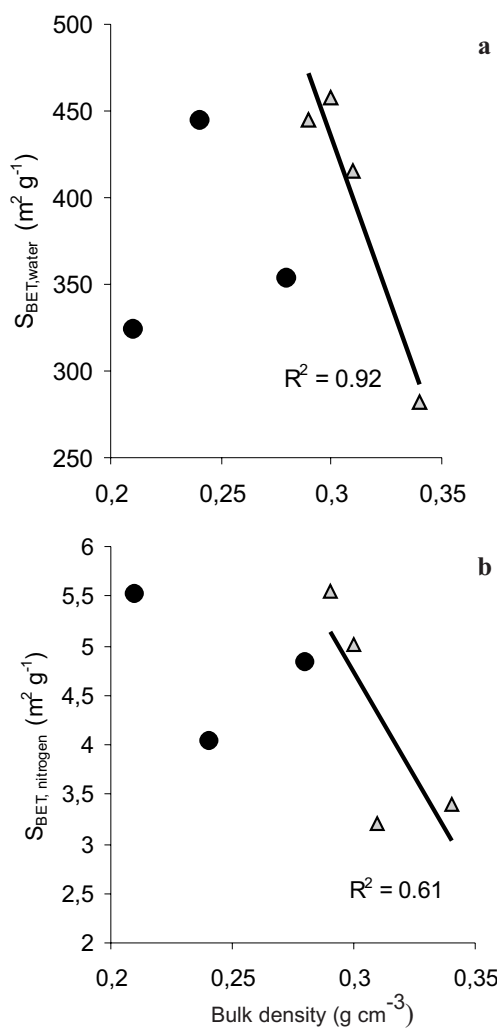 a
500
450
400
350
300
250
S_BET,water (m² g⁻¹)
R² = 0.92
0,2 0,25 0,3 0,35
b
6
5,5
5
4,5
4
3,5
3
2,5
2
S_BET, nitrogen (m² g⁻¹)
R² = 0.61
0,2 0,25 0,3 0,35
Bulk density (g cm⁻³)